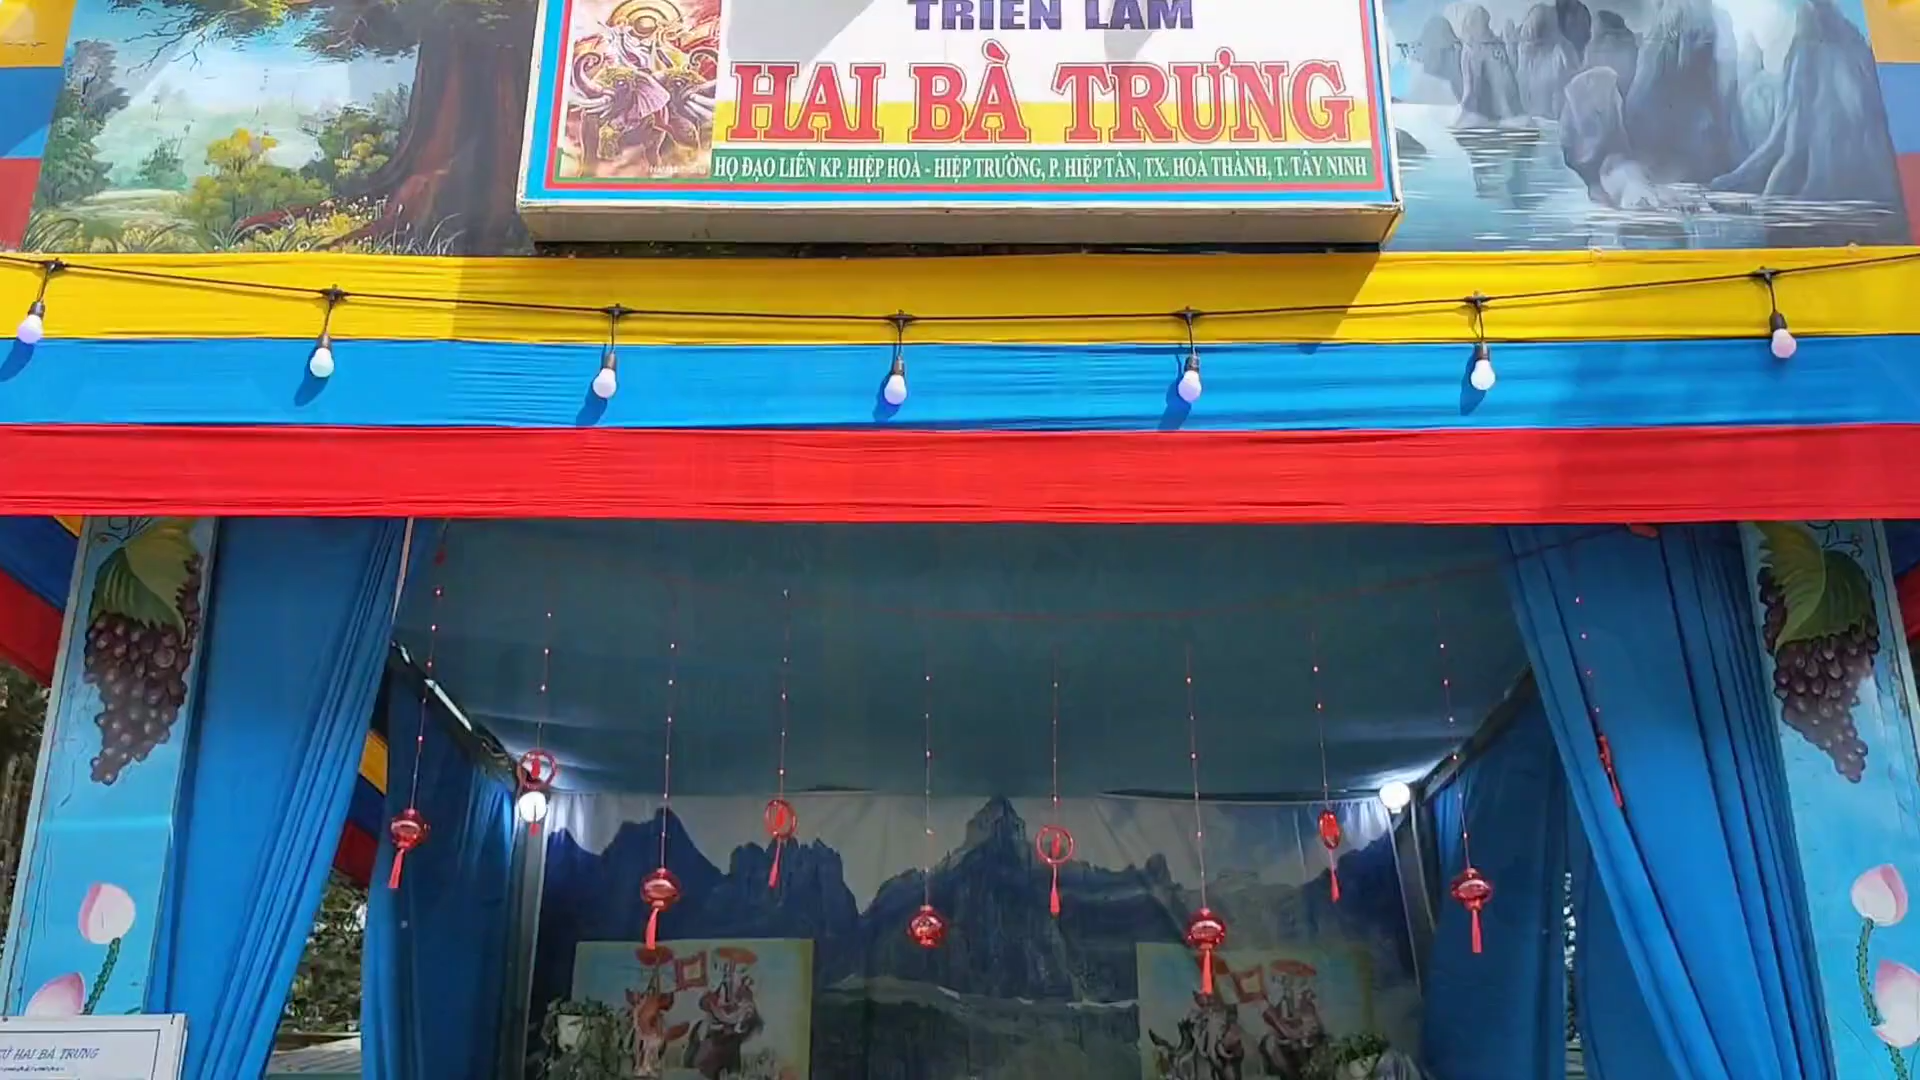 TRIỂN LÃM
HAI BÀ TRƯNG
HỌ ĐẠO LIÊN KP. HIỆP HOÀ - HIỆP TRƯỜNG, P. HIỆP TÂN, TX. HOÀ THÀNH, T. TÂY NINH
HAI BÀ TRƯNG